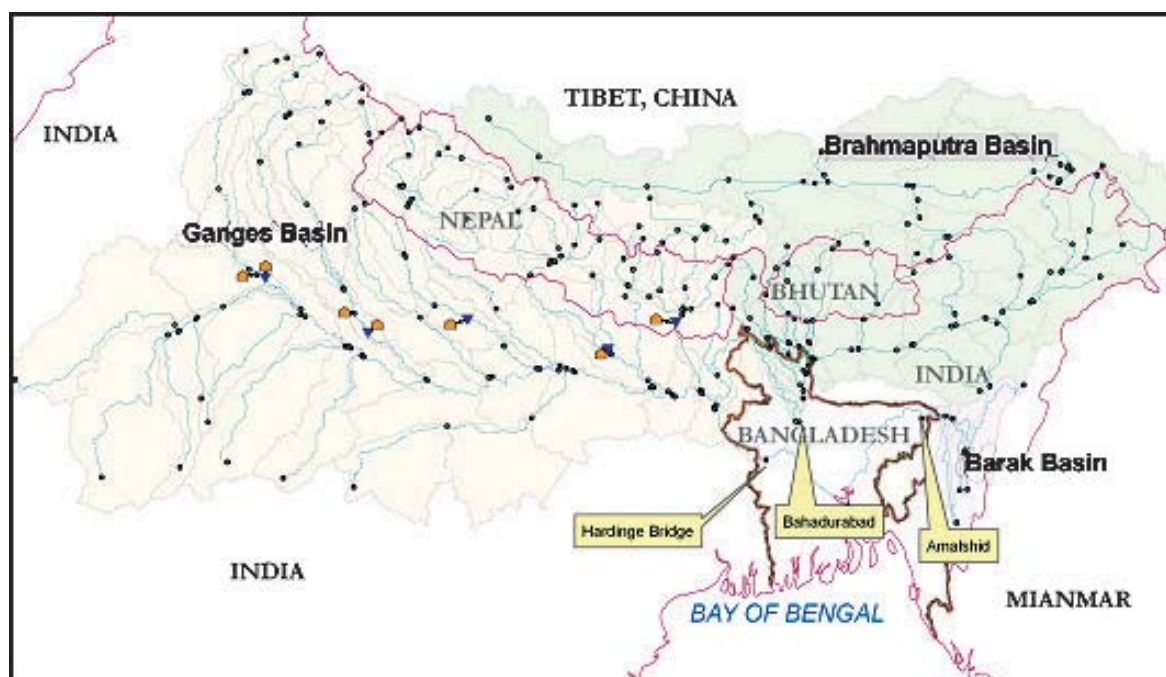 TIBET, CHINA
INDIA
Brahmaputra Basin
NEPAL
Ganges Basin
BHUTAN
INDIA
BANGLADESH
Barak Basin
Hardinge Bridge
Bahadurabad
Amalshid
INDIA
BAY OF BENGAL
MIANMAR